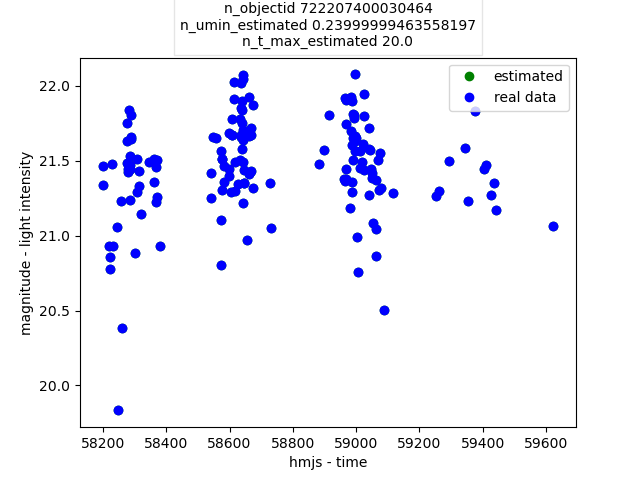 n_objectid 722207400030464
n_umin_estimated 0.23999999463558197
n_t_max_estimated 20.0
estimated
real data
magnitude - light intensity
22.0
21.5
21.0
20.5
20.0
58200 58400 58600 58800 59000 59200 59400 59600
hmjs - time